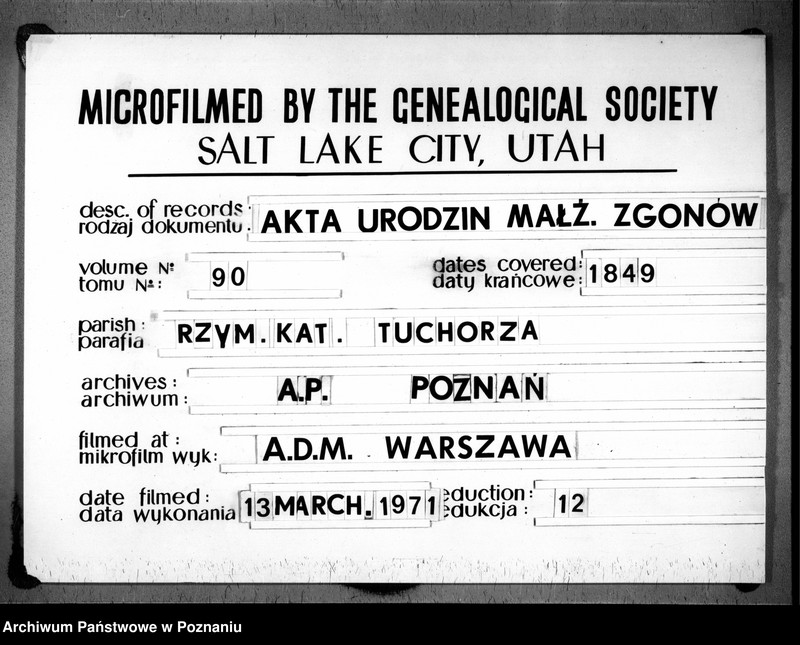 MICROFILMED BY THE GENEALOGICAL SOCIETY
SALT LAKE CITY, UTAH
desc. of records:
rodzaj dokumentu: AKTA URODZIN MAŁŻ. ZGONÓW
volume №
tomu №: 90
dates covered:
daty krańcowe: 1849
parish:
parafia RZYM. KAT. TUCHORZA
archives:
archiwum: A.P. POZNAŃ
filmed at:
mikrofilm wyk: A.D.M. WARSZAWA
date filmed:
data wykonania 13 MARCH. 1971
eduction:
edukcja: 12
Archiwum Państwowe w Poznaniu